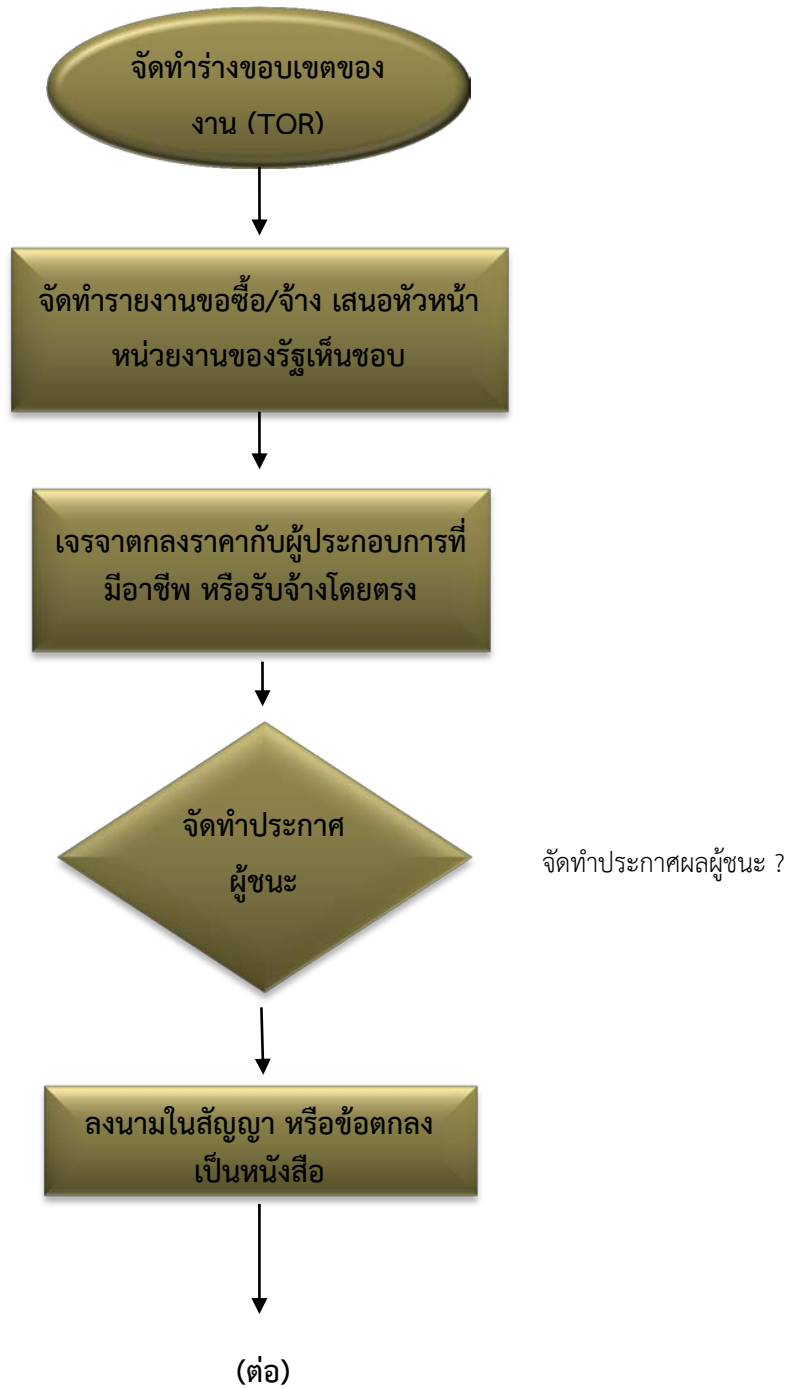 จัดทำร่างขอบเขตของ
งาน (TOR)
จัดทำรายงานขอซื้อ/จ้าง เสนอหัวหน้า
หน่วยงานของรัฐเห็นชอบ
เจรจาตกลงราคากับผู้ประกอบการที่
มีอาชีพ หรือรับจ้างโดยตรง
จัดทำประกาศ
ผู้ชนะ
จัดทำประกาศผลผู้ชนะ ?
ลงนามในสัญญา หรือข้อตกลง
เป็นหนังสือ
(ต่อ)